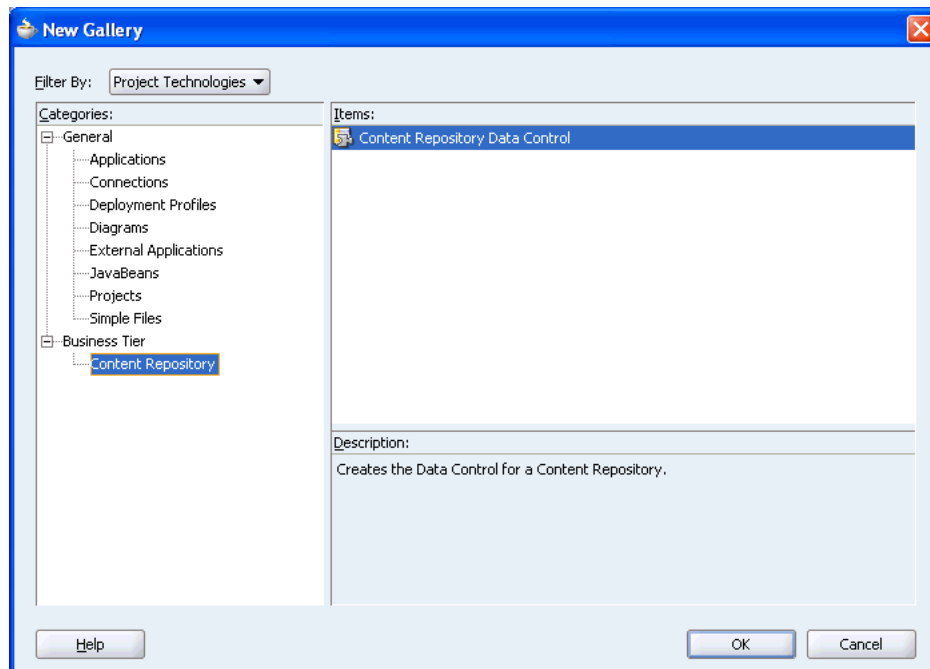 New Gallery
Filter By: Project Technologies
Categories:
General
Applications
Connections
Deployment Profiles
Diagrams
External Applications
JavaBeans
Projects
Simple Files
Business Tier
Content Repository
Items:
Content Repository Data Control
Description:
Creates the Data Control for a Content Repository.
Help
OK
Cancel